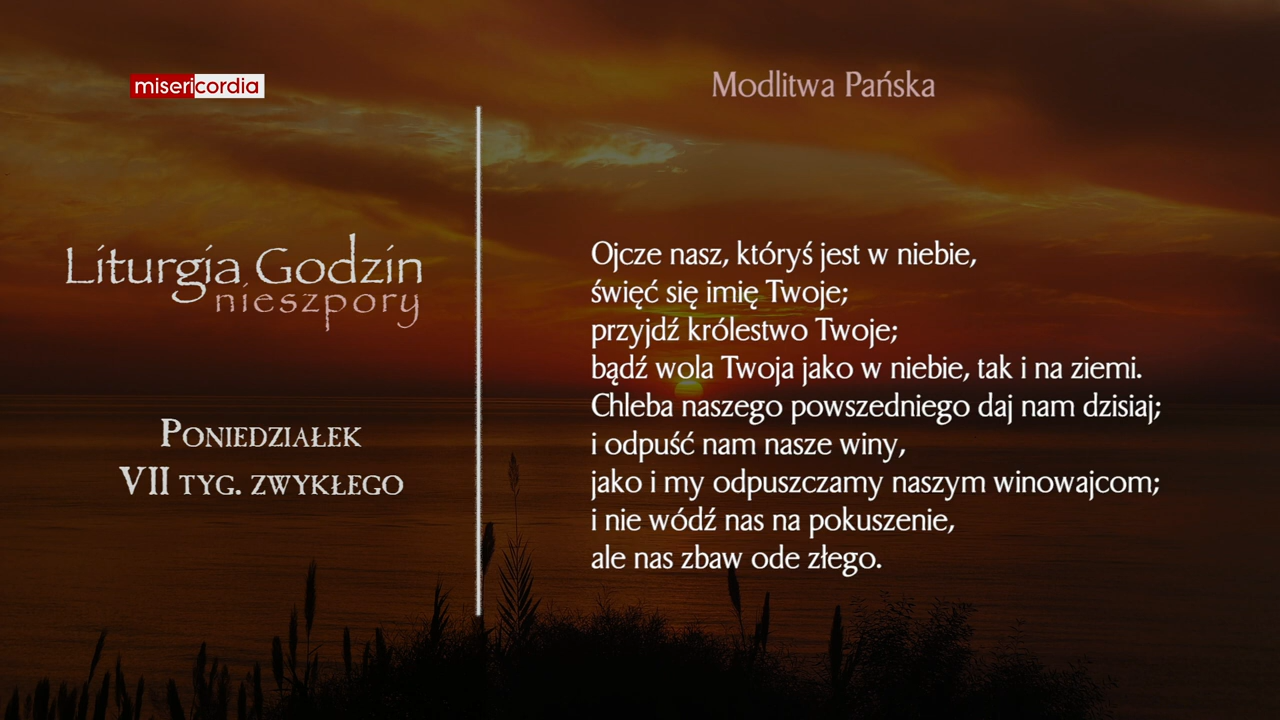 misericordia
Liturgia Godzin
nieszpory
Poniedziałek
VII tyg. zwykłego
Modlitwa Pańska
Ojcze nasz, któryś jest w niebie,
święć się imię Twoje;
przyjdź królestwo Twoje;
bądź wola Twoja jako w niebie, tak i na ziemi.
Chleba naszego powszedniego daj nam dzisiaj;
i odpuść nam nasze winy,
jako i my odpuszczamy naszym winowajcom;
i nie wódź nas na pokuszenie,
ale nas zbaw ode złego.